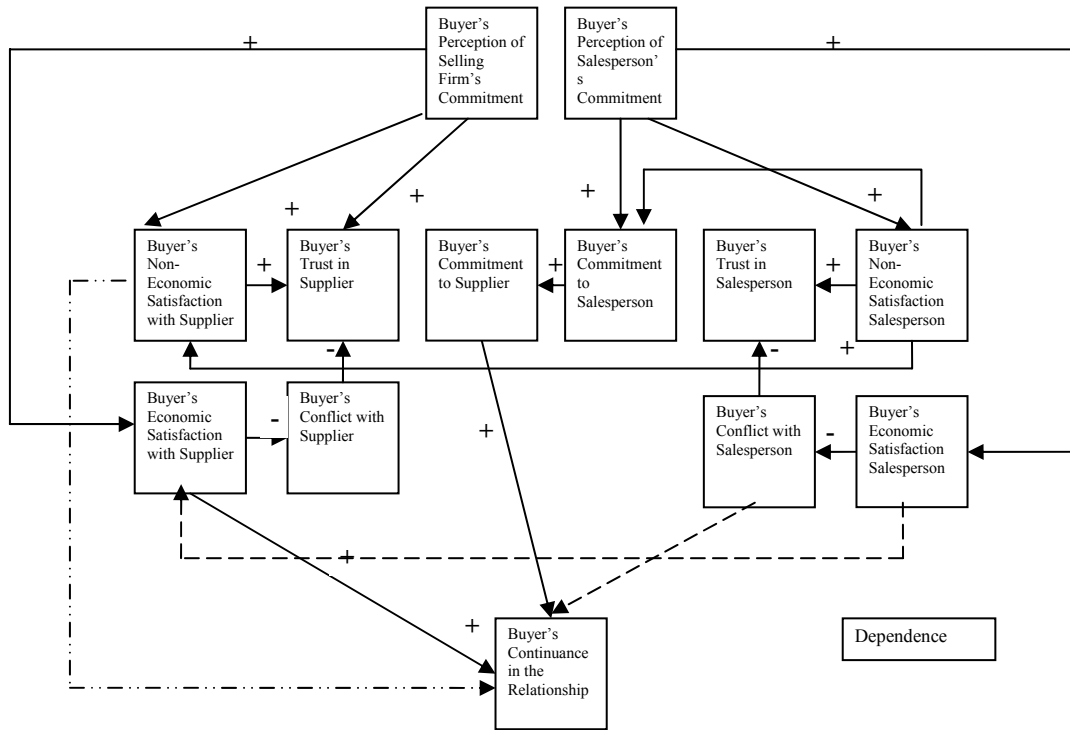 Buyer's
Perception of
Selling
Firm's
Commitment
Buyer's
Perception of
Salesperson'
s
Commitment
+
+
+
+
+
+
Buyer's
Non-
Economic
Satisfaction
with Supplier
+
Buyer's
Trust in
Supplier
Buyer's
Commitment
to Supplier
+
Buyer's
Commitment
to
Salesperson
Buyer's
Trust in
Salesperson
+
Buyer's
Non-
Economic
Satisfaction
Salesperson
-
-
+
Buyer's
Economic
Satisfaction
with Supplier
-
Buyer's
Conflict with
Supplier
+
Buyer's
Conflict with
Salesperson
-
Buyer's
Economic
Satisfaction
Salesperson
+
+
Buyer's
Continuance
in the
Relationship
Dependence